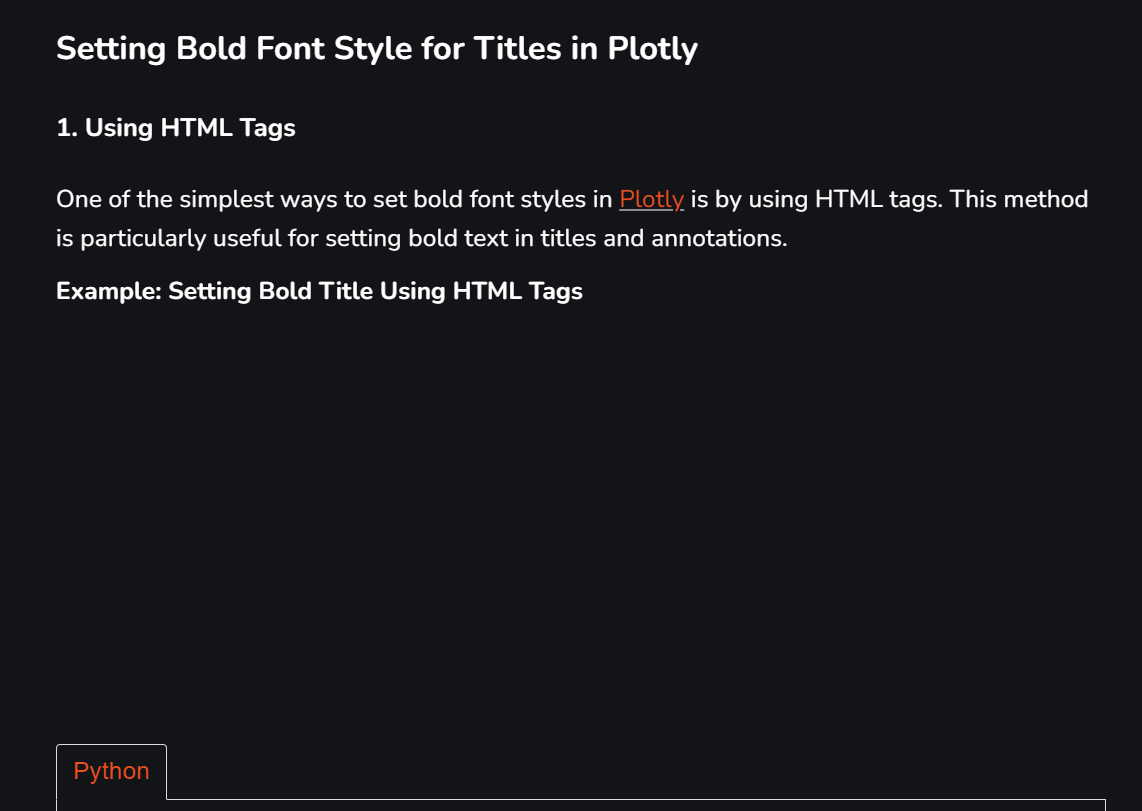 Setting Bold Font Style for Titles in Plotly
1. Using HTML Tags
One of the simplest ways to set bold font styles in Plotly is by using HTML tags. This method
is particularly useful for setting bold text in titles and annotations.
Example: Setting Bold Title Using HTML Tags
Python